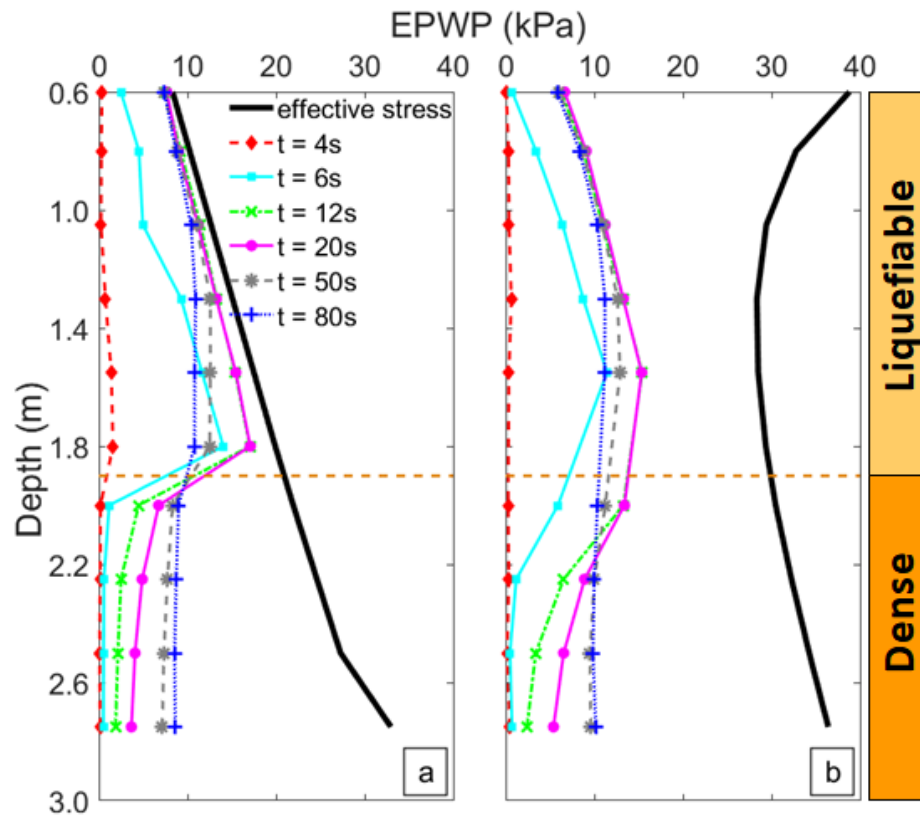 EPWP (kPa)
0 10 20 30 40 0 10 20 30 40
0.6
1.0
1.4
1.8
2.2
2.6
3.0
Depth (m)
effective stress
t = 4s
t = 6s
t = 12s
t = 20s
t = 50s
t = 80s
a
b
Liquefiable
Dense